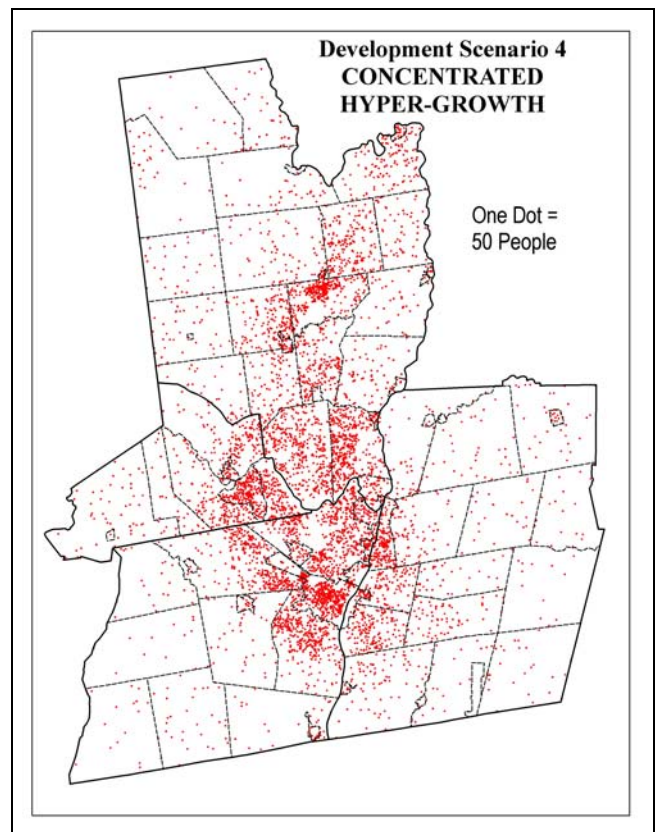 Development Scenario 4
CONCENTRATED
HYPER-GROWTH
One Dot =
50 People